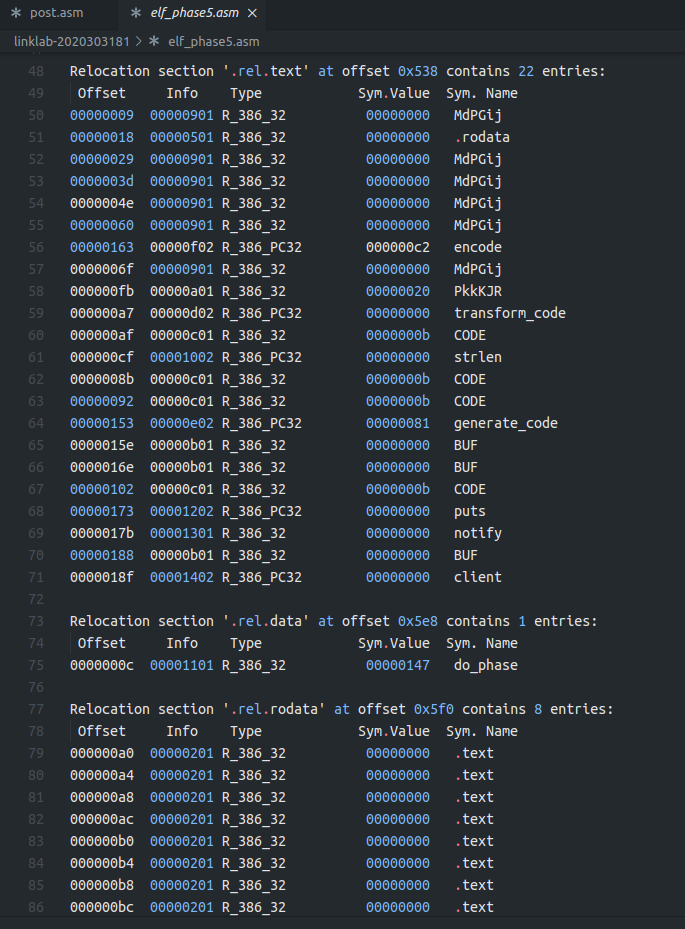 post.asm elf_phase5.asm
linklab-2020303181 > elf_phase5.asm
48 Relocation section '.rel.text' at offset 0x538 contains 22 entries:
49 Offset Info Type Sym.Value Sym. Name
50 00000009 00000901 R_386_32 00000000 MdPGij
51 00000018 00000501 R_386_32 00000000 .rodata
52 00000029 00000901 R_386_32 00000000 MdPGij
53 0000003d 00000901 R_386_32 00000000 MdPGij
54 0000004e 00000901 R_386_32 00000000 MdPGij
55 00000060 00000901 R_386_32 00000000 MdPGij
56 00000163 00000f02 R_386_PC32 000000c2 encode
57 0000006f 00000901 R_386_32 00000000 MdPGij
58 000000fb 00000a01 R_386_32 00000020 PkkKJR
59 000000a7 00000d02 R_386_PC32 00000000 transform_code
60 000000af 00000c01 R_386_32 0000000b CODE
61 000000cf 00001002 R_386_PC32 00000000 strlen
62 0000008b 00000c01 R_386_32 0000000b CODE
63 00000092 00000c01 R_386_32 0000000b CODE
64 00000153 00000e02 R_386_PC32 00000081 generate_code
65 0000015e 00000b01 R_386_32 00000000 BUF
66 0000016e 00000b01 R_386_32 00000000 BUF
67 00000102 00000c01 R_386_32 0000000b CODE
68 00000173 00001202 R_386_PC32 00000000 puts
69 0000017b 00001301 R_386_32 00000000 notify
70 00000188 00000b01 R_386_32 00000000 BUF
71 0000018f 00001402 R_386_PC32 00000000 client
72
73 Relocation section '.rel.data' at offset 0x5e8 contains 1 entries:
74 Offset Info Type Sym.Value Sym. Name
75 0000000c 00001101 R_386_32 00000147 do_phase
76
77 Relocation section '.rel.rodata' at offset 0x5f0 contains 8 entries:
78 Offset Info Type Sym.Value Sym. Name
79 000000a0 00000201 R_386_32 00000000 .text
80 000000a4 00000201 R_386_32 00000000 .text
81 000000a8 00000201 R_386_32 00000000 .text
82 000000ac 00000201 R_386_32 00000000 .text
83 000000b0 00000201 R_386_32 00000000 .text
84 000000b4 00000201 R_386_32 00000000 .text
85 000000b8 00000201 R_386_32 00000000 .text
86 000000bc 00000201 R_386_32 00000000 .text